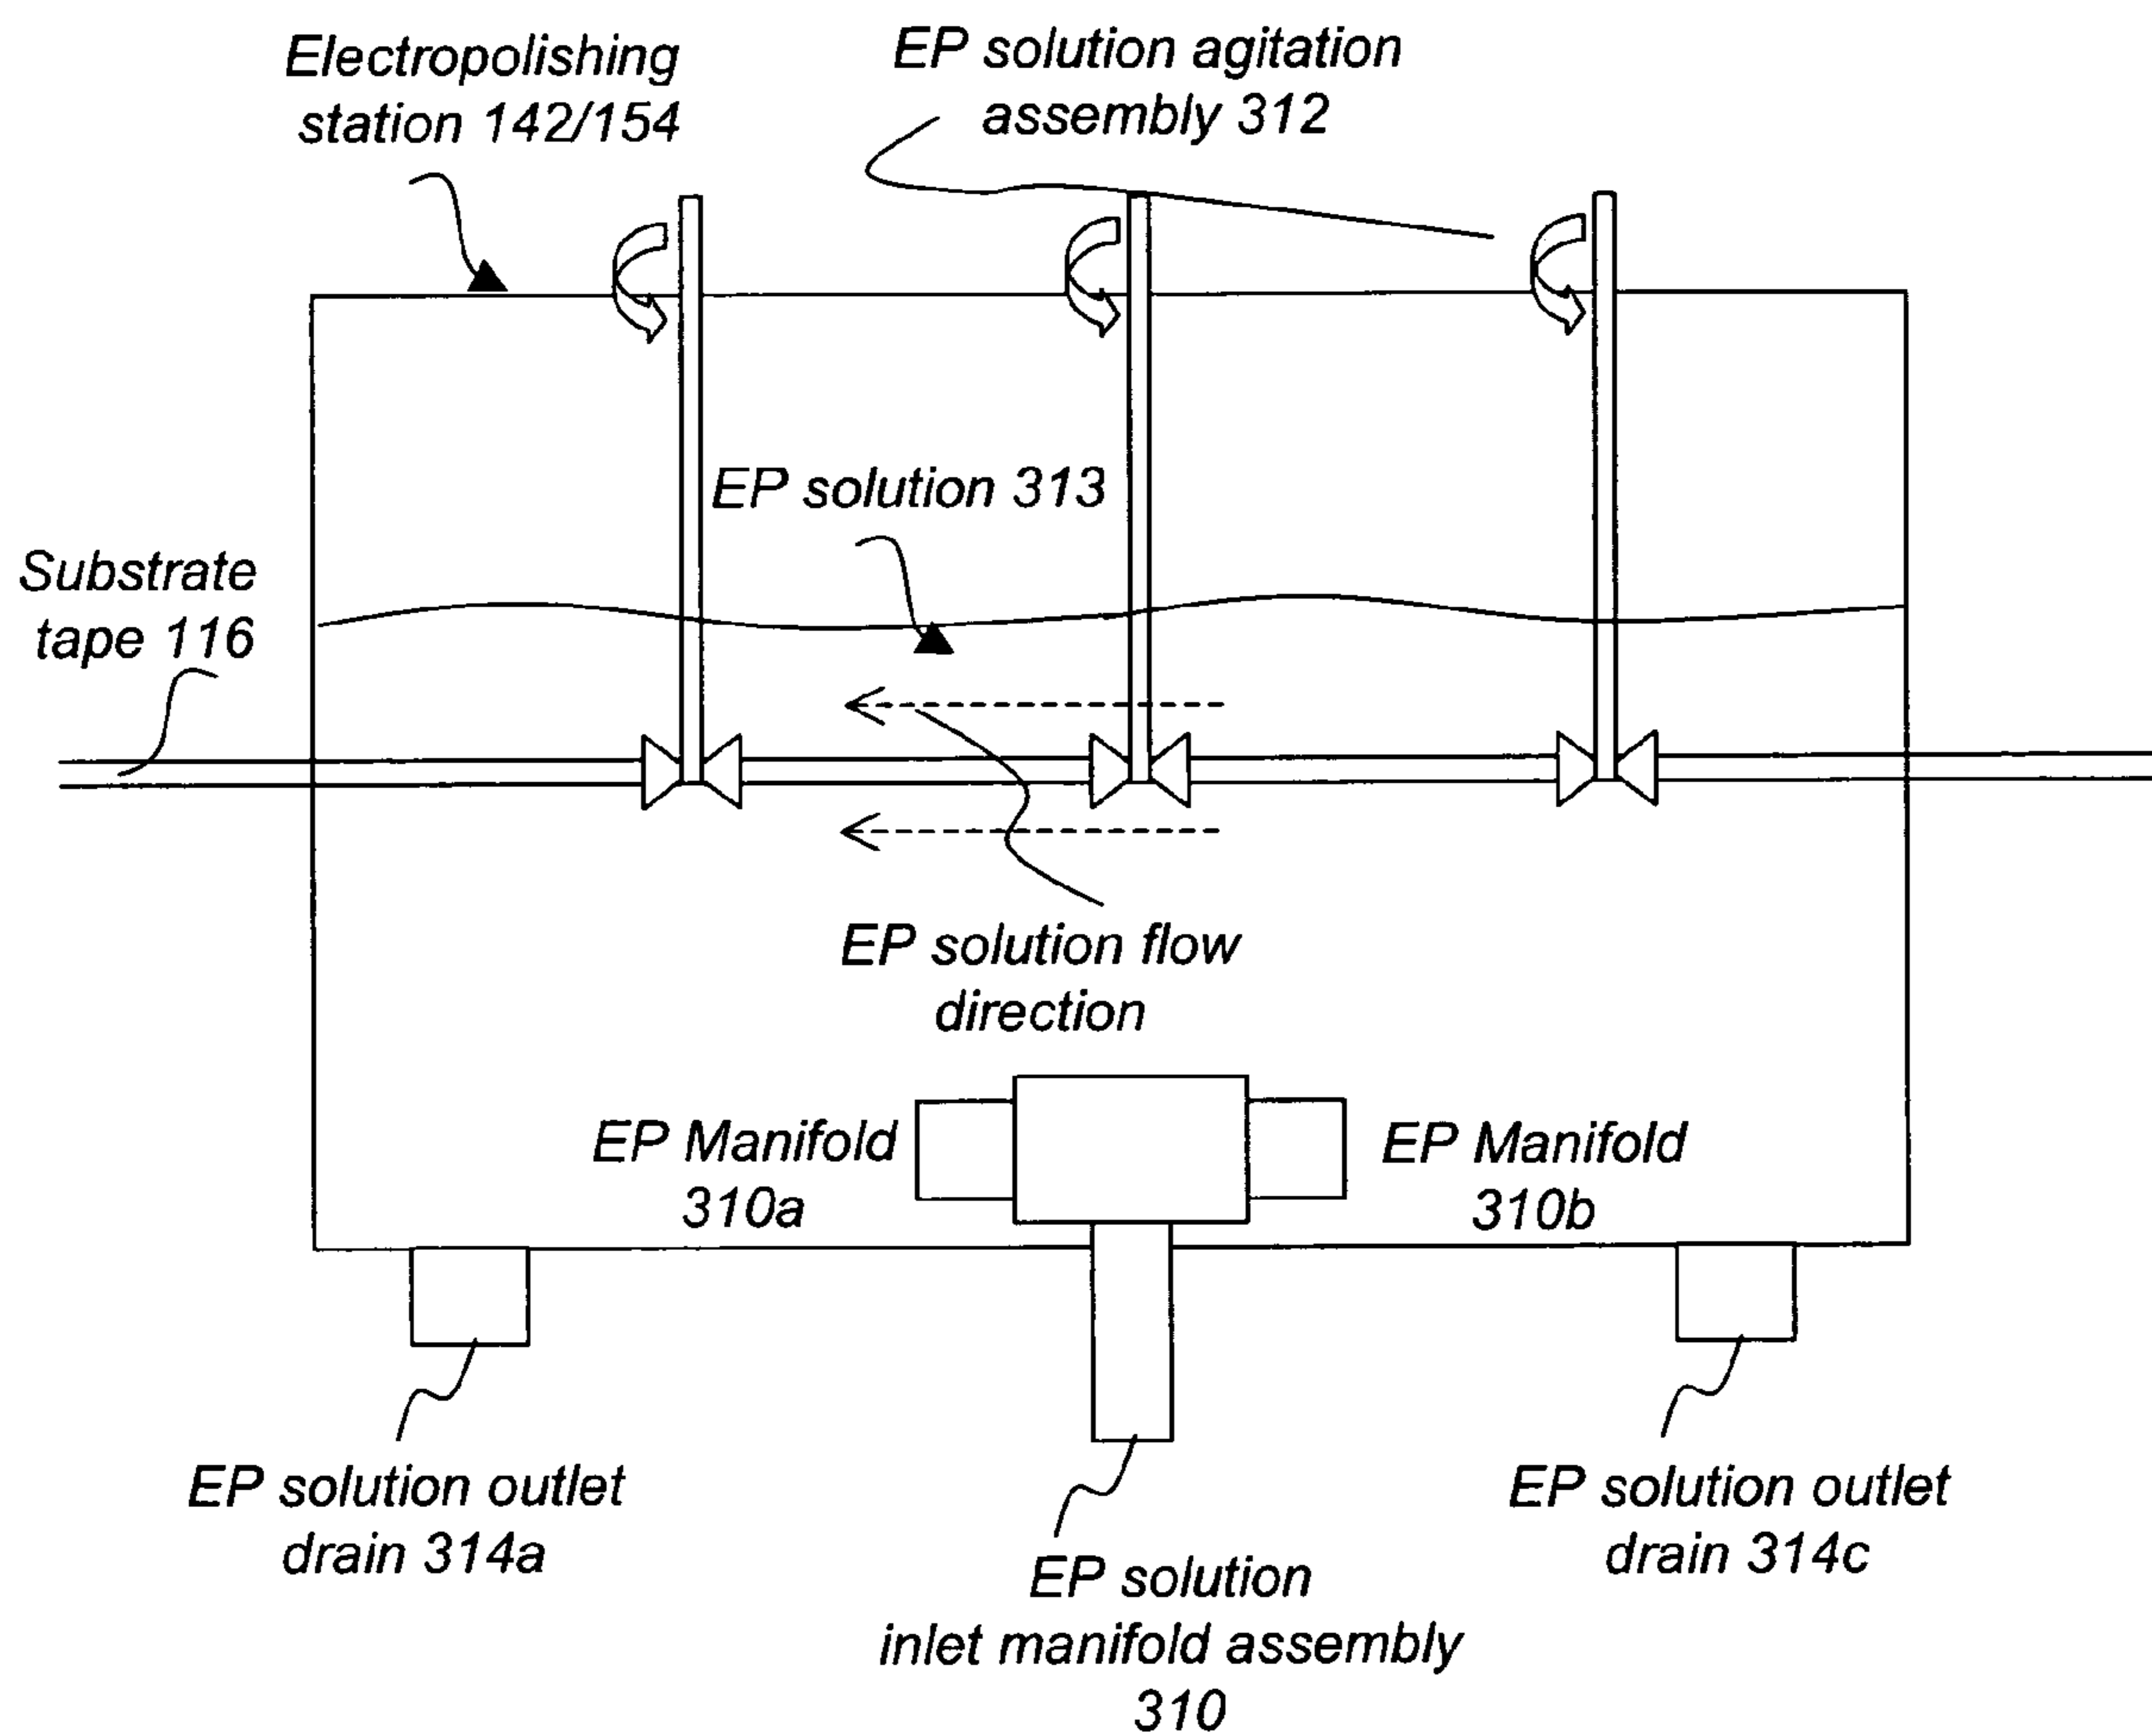 Electropolishing
station 142/154
EP solution agitation
assembly 312
EP solution 313
Substrate
tape 116
EP solution flow
direction
EP Manifold
310a
EP Manifold
310b
EP solution outlet
drain 314a
EP solution outlet
drain 314c
EP solution
inlet manifold assembly
310